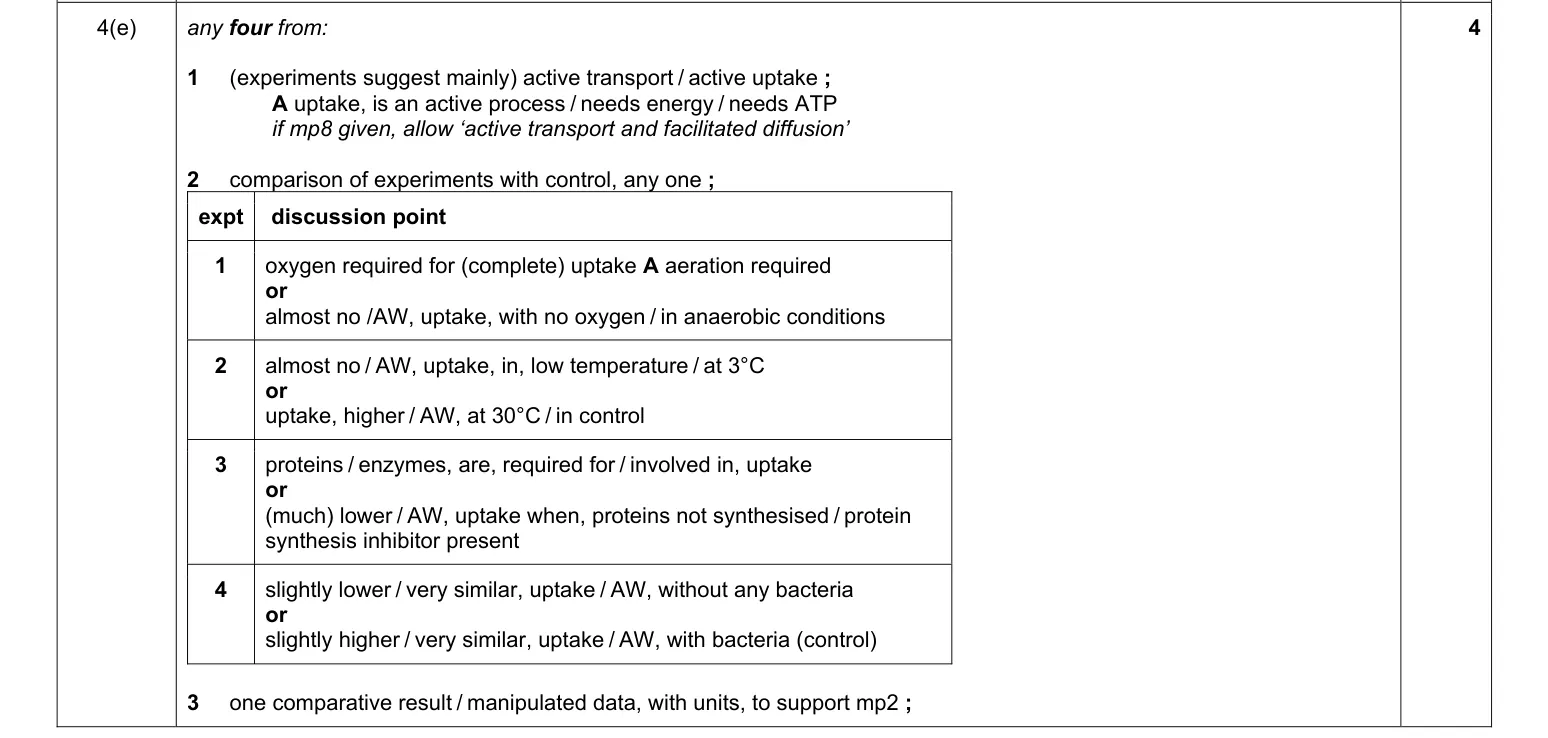 4(e) any four from: 4
1 (experiments suggest mainly) active transport / active uptake ;
A uptake, is an active process / needs energy / needs ATP
if mp8 given, allow ‘active transport and facilitated diffusion’
2 comparison of experiments with control, any one ;
expt discussion point
1 oxygen required for (complete) uptake A aeration required
or
almost no /AW, uptake, with no oxygen / in anaerobic conditions
2 almost no / AW, uptake, in, low temperature / at 3°C
or
uptake, higher / AW, at 30°C / in control
3 proteins / enzymes, are, required for / involved in, uptake
or
(much) lower / AW, uptake when, proteins not synthesised / protein
synthesis inhibitor present
4 slightly lower / very similar, uptake / AW, without any bacteria
or
slightly higher / very similar, uptake / AW, with bacteria (control)
3 one comparative result / manipulated data, with units, to support mp2 ;